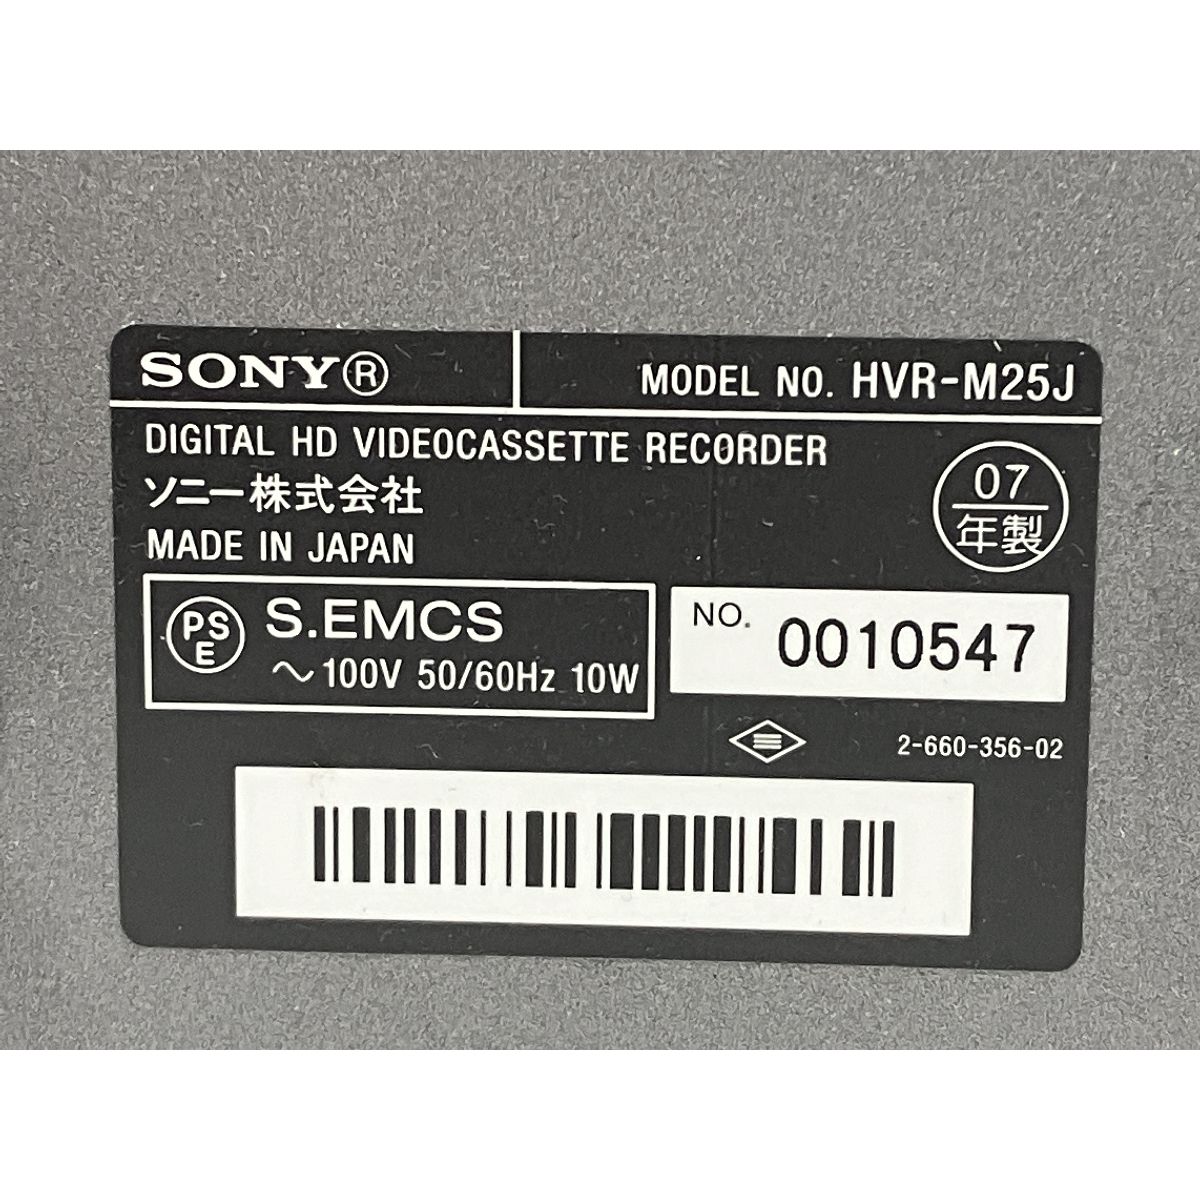 SONY®
MODEL NO. HVR-M25J
DIGITAL HD VIDEOCASSETTE RECORDER
ソニー株式会社
MADE IN JAPAN
07
年製
PS
E
S.EMCS
～100V 50/60Hz 10W
NO. 0010547
2-660-356-02